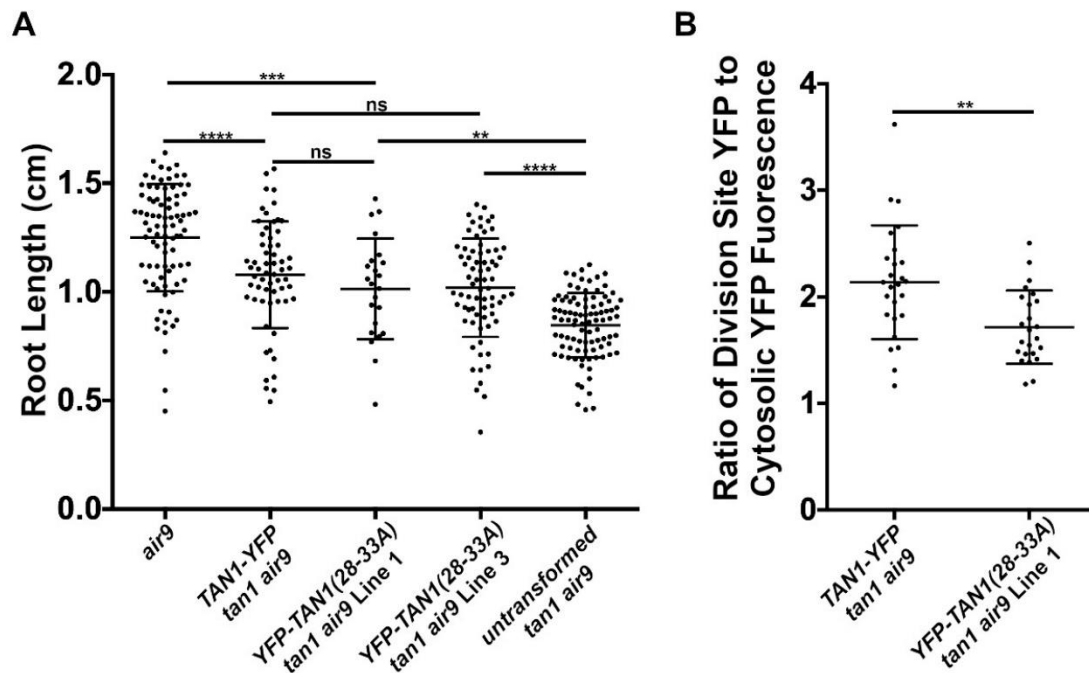 A
Root Length (cm)
2.0
1.5
1.0
0.5
0.0
***
ns
****
**
ns
****
air9
TAN1-YFP
tan1 air9
YFP-TAN1(28-33A)
tan1 air9 Line 1
YFP-TAN1(28-33A)
tan1 air9 Line 3
untransformed
tan1 air9
B
Ratio of Division Site YFP to
Cytosolic YFP Fluorescence
4
3
2
1
0
**
TAN1-YFP
tan1 air9
YFP-TAN1(28-33A)
tan1 air9 Line 1